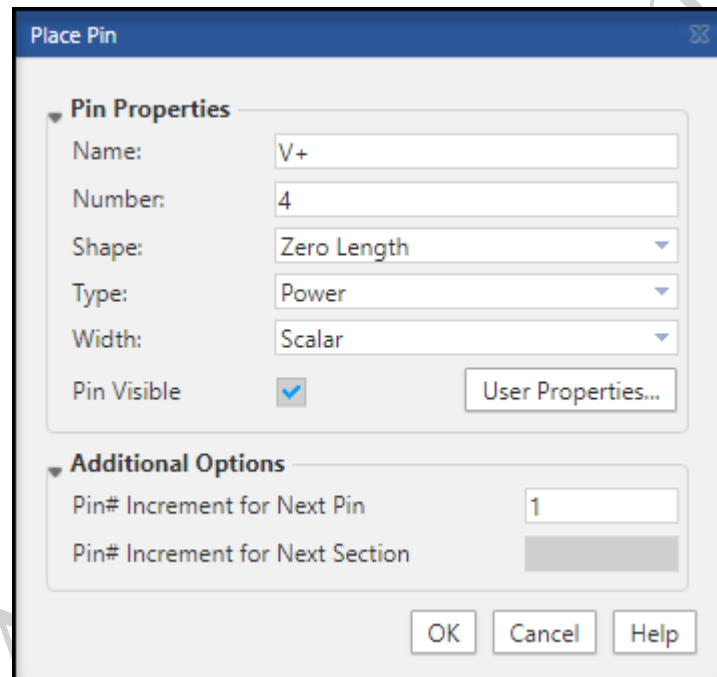 Place Pin
Pin Properties
Name: V+
Number: 4
Shape: Zero Length
Type: Power
Width: Scalar
Pin Visible User Properties...
Additional Options
Pin# Increment for Next Pin 1
Pin# Increment for Next Section
OK Cancel Help